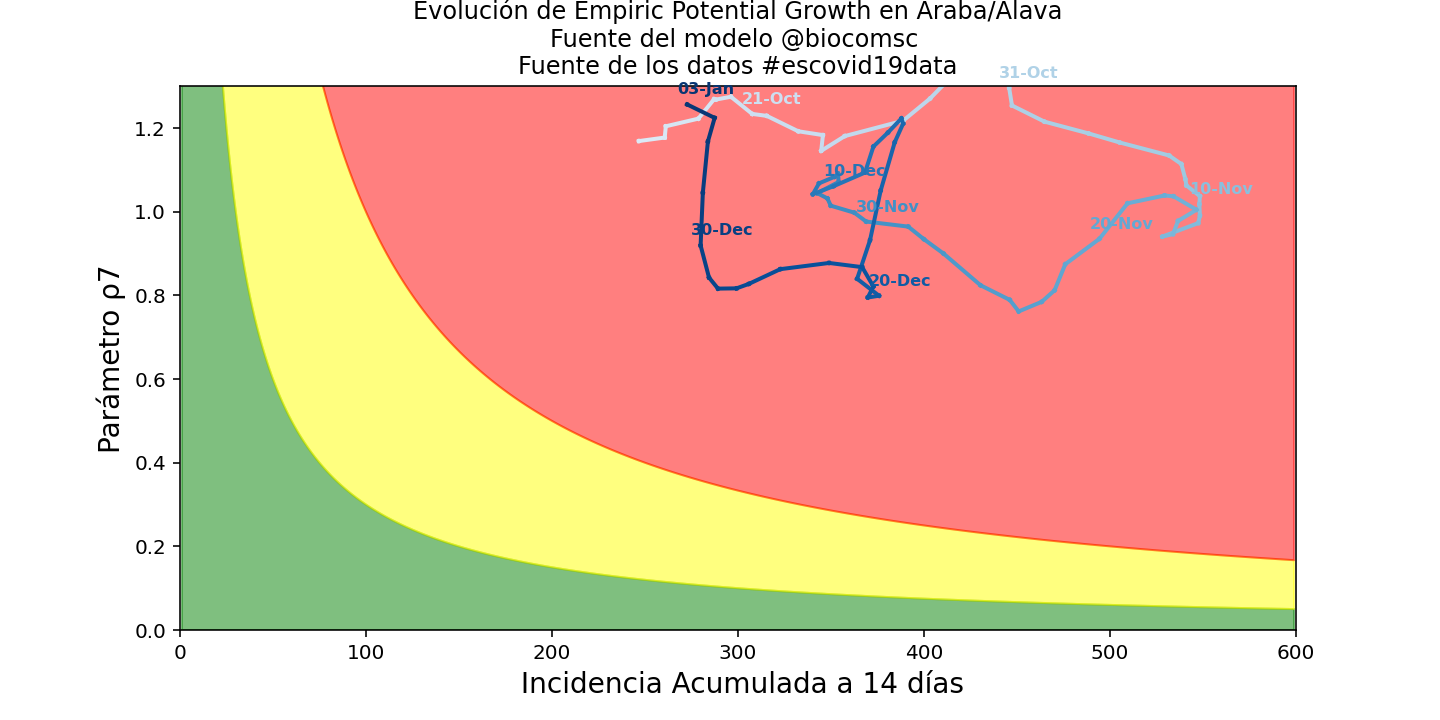 Evolución de Empiric Potential Growth en Araba/Álava
Fuente del modelo @biocomsc
Fuente de los datos #escovid19data
31-Oct
03-Jan
21-Oct
1.2
10-Dec
10-Nov
30-Nov
1.0
20-Nov
30-Dec
20-Dec
0.8
0.6
0.4
0.2
0.0
Parámetro ρ7
0 100 200 300 400 500 600
Incidencia Acumulada a 14 días